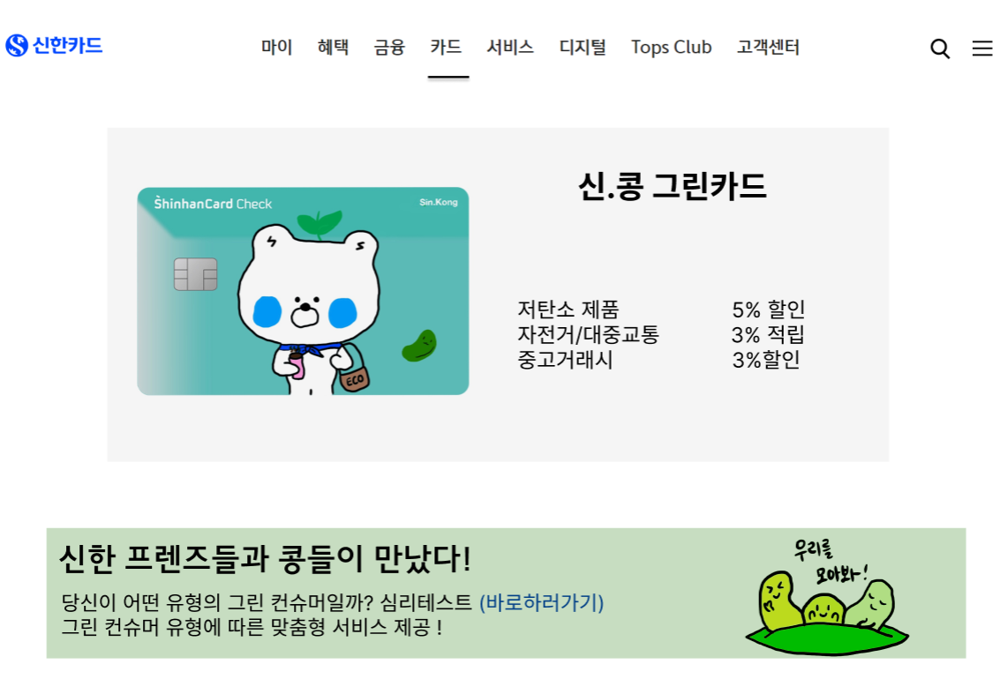 신한카드
마이 혜택 금융 카드 서비스 디지털 Tops Club 고객센터
신.콩 그린카드
ShinhanCard Check Sin.Kong
ECO
저탄소 제품 5% 할인
자전거/대중교통 3% 적립
중고거래시 3%할인
신한 프렌즈들과 콩들이 만났다!
당신이 어떤 유형의 그린 컨슈머일까? 심리테스트 (바로하러가기)
그린 컨슈머 유형에 따른 맞춤형 서비스 제공 !
우리를
모아봐~!